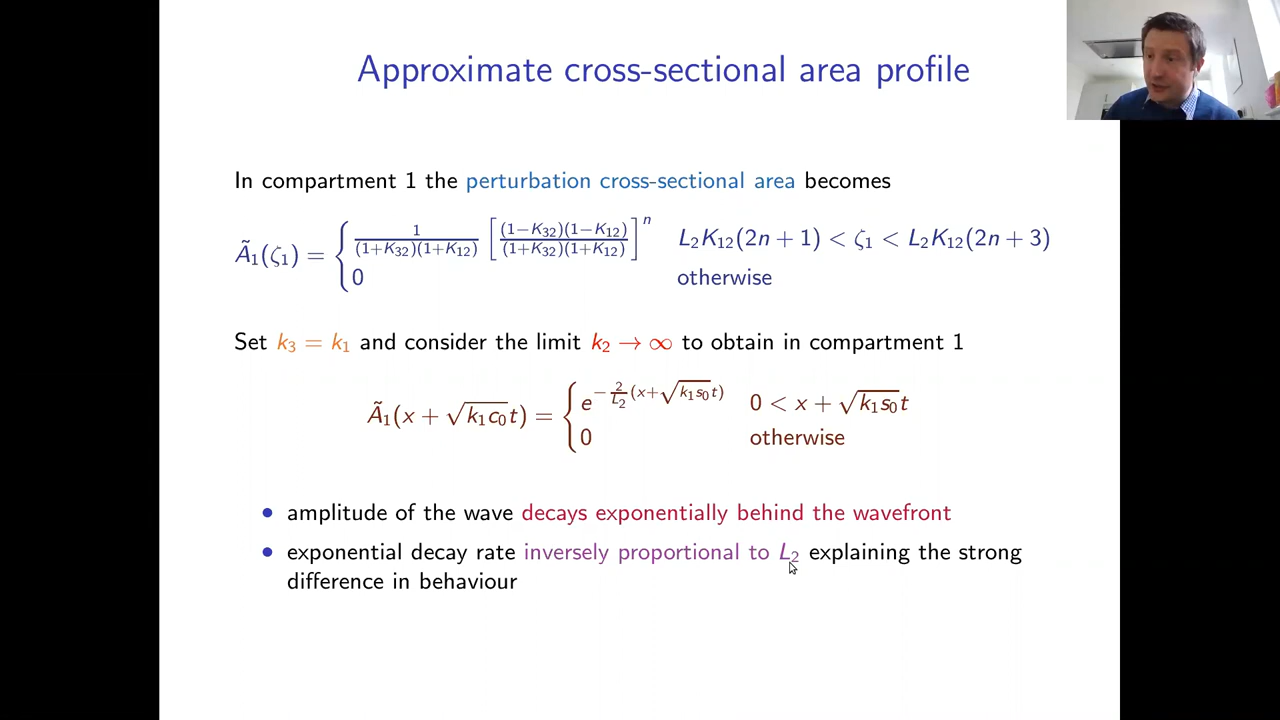 Approximate cross-sectional area profile
In compartment 1 the perturbation cross-sectional area becomes
Ã₁(ζ₁) = { 1/((1+K₃₂)(1+K₁₂)) [(1−K₃₂)(1−K₁₂)/((1+K₃₂)(1+K₁₂))]ⁿ L₂K₁₂(2n + 1) < ζ₁ < L₂K₁₂(2n + 3)
0 otherwise
Set k₃ = k₁ and consider the limit k₂ → ∞ to obtain in compartment 1
Ã₁(x + √(k₁c₀)t) = { e^(−(2/L₂)(x+√(k₁s₀)t)) 0 < x + √(k₁s₀)t
0 otherwise
• amplitude of the wave decays exponentially behind the wavefront
• exponential decay rate inversely proportional to L₂ explaining the strong
difference in behaviour